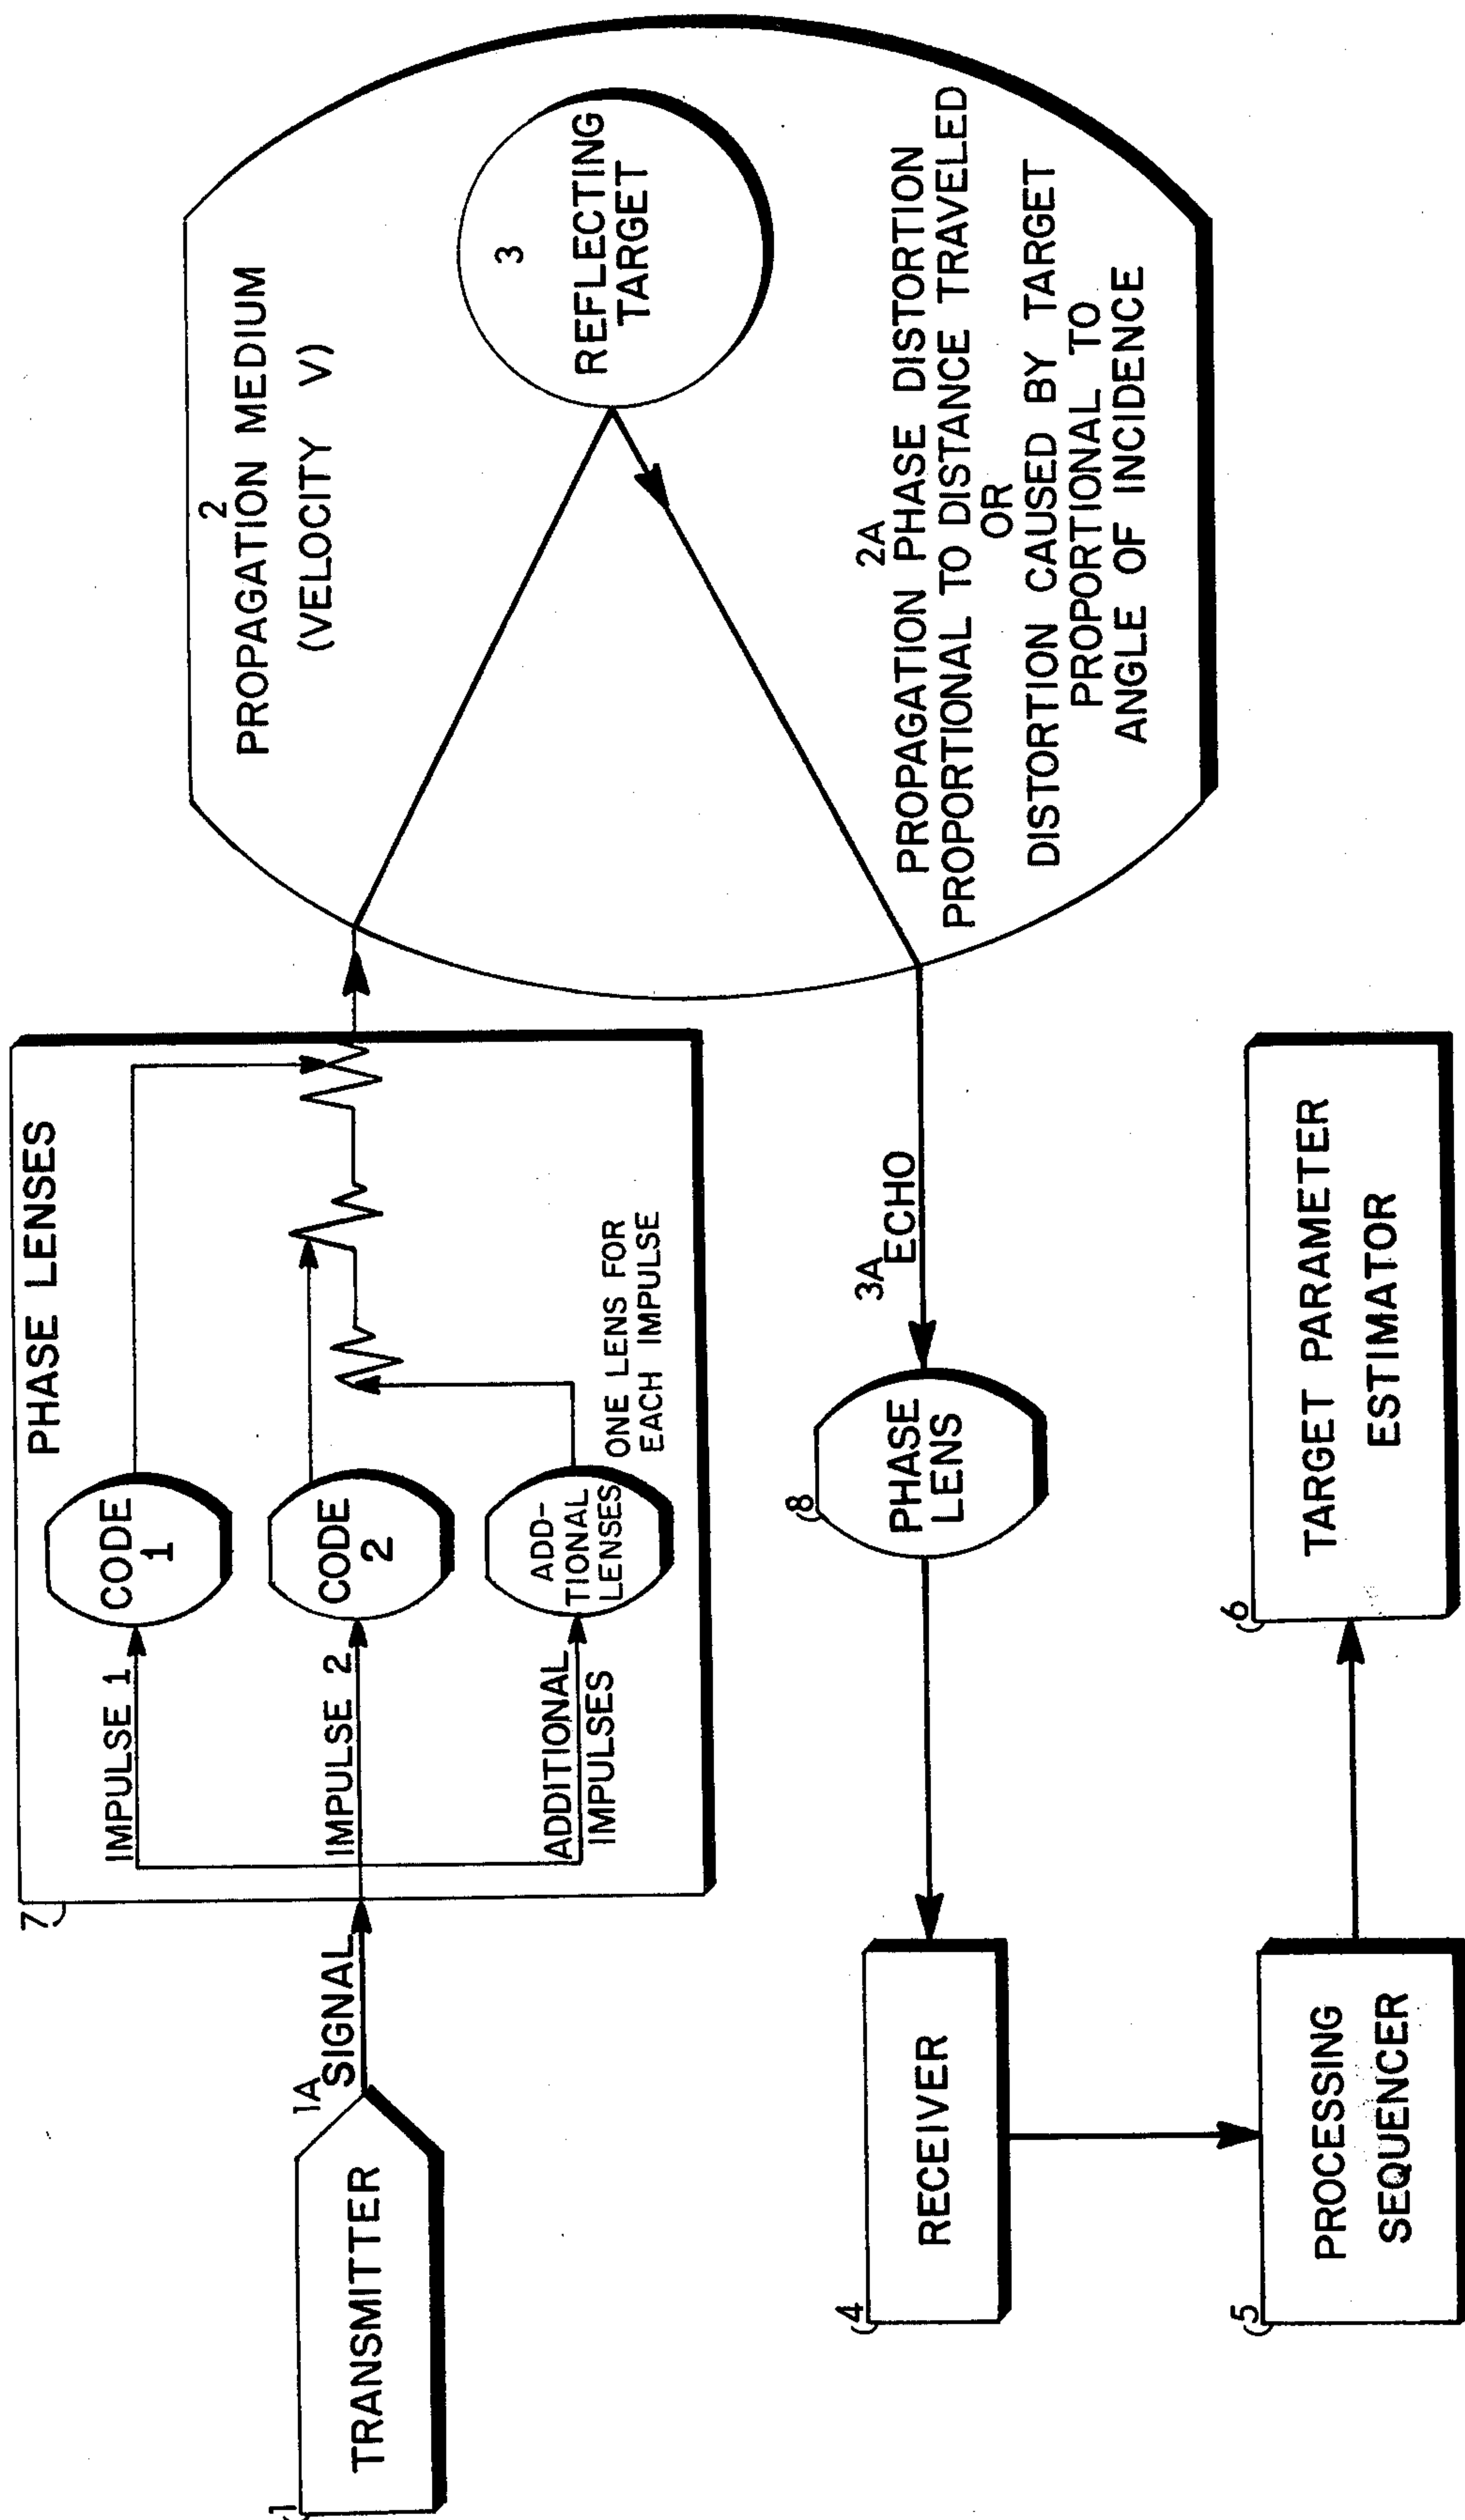 1
TRANSMITTER
1A
SIGNAL
7
PHASE LENSES
IMPULSE 1
CODE
1
IMPULSE 2
CODE
2
ADDITIONAL
IMPULSES
ADD-
TIONAL
LENSES
ONE LENS FOR
EACH IMPULSE
2
PROPAGATION MEDIUM
(VELOCITY V)
3
REFLECTING
TARGET
2A
PROPAGATION PHASE DISTORTION
PROPORTIONAL TO DISTANCE TRAVELED
OR
DISTORTION CAUSED BY TARGET
PROPORTIONAL TO
ANGLE OF INCIDENCE
3A
ECHO
8
PHASE
LENS
4
RECEIVER
5
PROCESSING
SEQUENCER
6
TARGET PARAMETER
ESTIMATOR